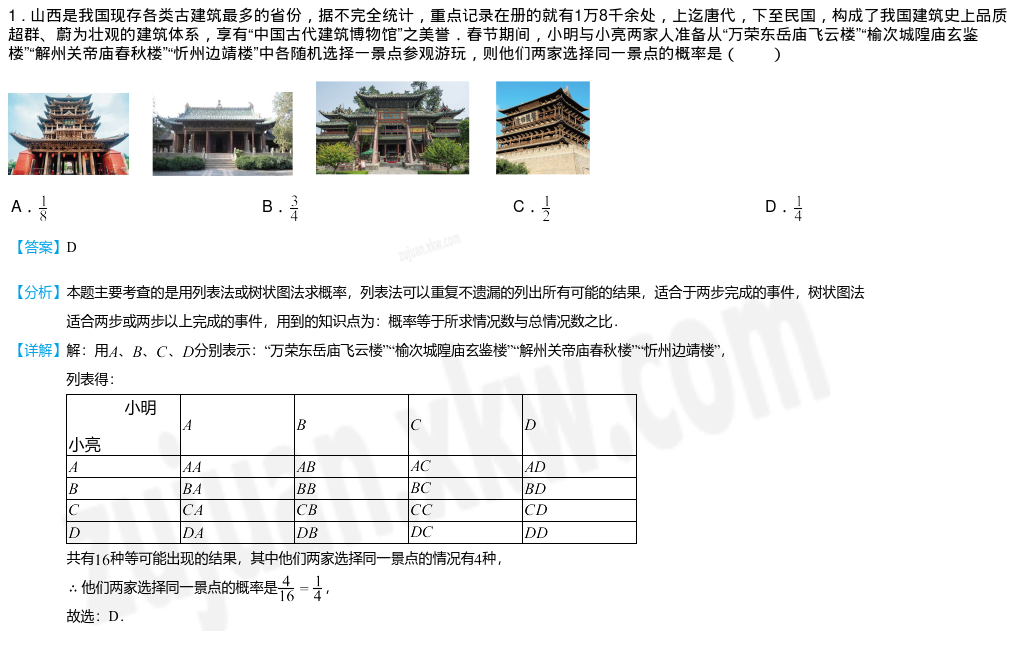 1．山西是我国现存各类古建筑最多的省份，据不完全统计，重点记录在册的就有1万8千余处，上迄唐代，下至民国，构成了我国建筑史上品质
超群、蔚为壮观的建筑体系，享有“中国古代建筑博物馆”之美誉．春节期间，小明与小亮两家人准备从“万荣东岳庙飞云楼”“榆次城隍庙玄鉴
楼”“解州关帝庙春秋楼”“忻州边靖楼”中各随机选择一景点参观游玩，则他们两家选择同一景点的概率是（　　）
A．1/8 B．3/4 C．1/2 D．1/4
【答案】D
【分析】本题主要考查的是用列表法或树状图法求概率，列表法可以重复不遗漏的列出所有可能的结果，适合于两步完成的事件，树状图法
适合两步或两步以上完成的事件，用到的知识点为：概率等于所求情况数与总情况数之比．
【详解】解：用A、B、C、D分别表示：“万荣东岳庙飞云楼”“榆次城隍庙玄鉴楼”“解州关帝庙春秋楼”“忻州边靖楼”，
列表得：
小明
小亮 A B C D
A AA AB AC AD
B BA BB BC BD
C CA CB CC CD
D DA DB DC DD
共有16种等可能出现的结果，其中他们两家选择同一景点的情况有4种，
∴他们两家选择同一景点的概率是4/16=1/4，
故选：D．
zujuan.xkw.com
zujuan.xkw.com